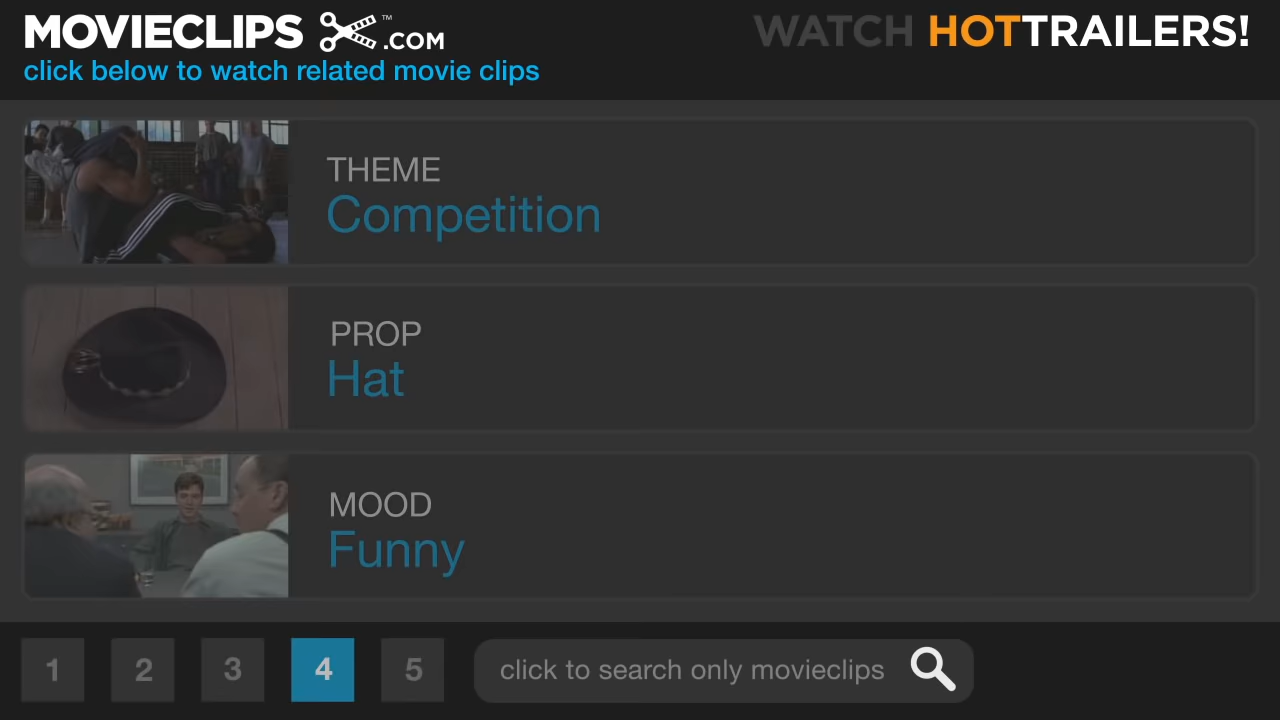 MOVIECLIPS ™ .COM
WATCH HOTTRAILERS!
click below to watch related movie clips
THEME
Competition
PROP
Hat
MOOD
Funny
1 2 3 4 5 click to search only movieclips